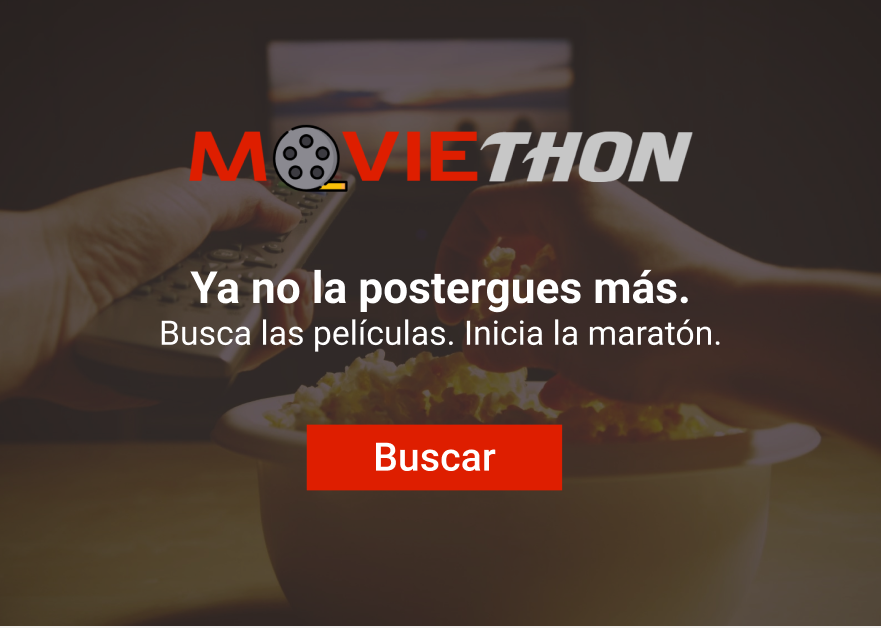 MOVIETHON
Ya no la postergues más.
Busca las películas. Inicia la maratón.
Buscar